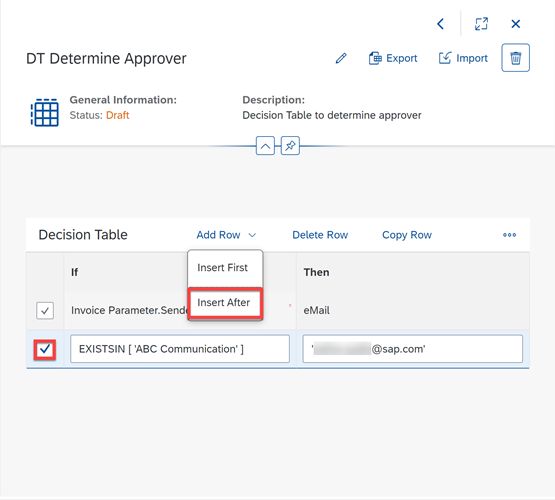 DT Determine Approver
Export
Import
General Information:
Status: Draft
Description:
Decision Table to determine approver
Decision Table
Add Row
Delete Row
Copy Row
Insert First
Insert After
If
Then
Invoice Parameter.Sende
eMail
EXISTSIN [ 'ABC Communication' ]
' @sap.com'